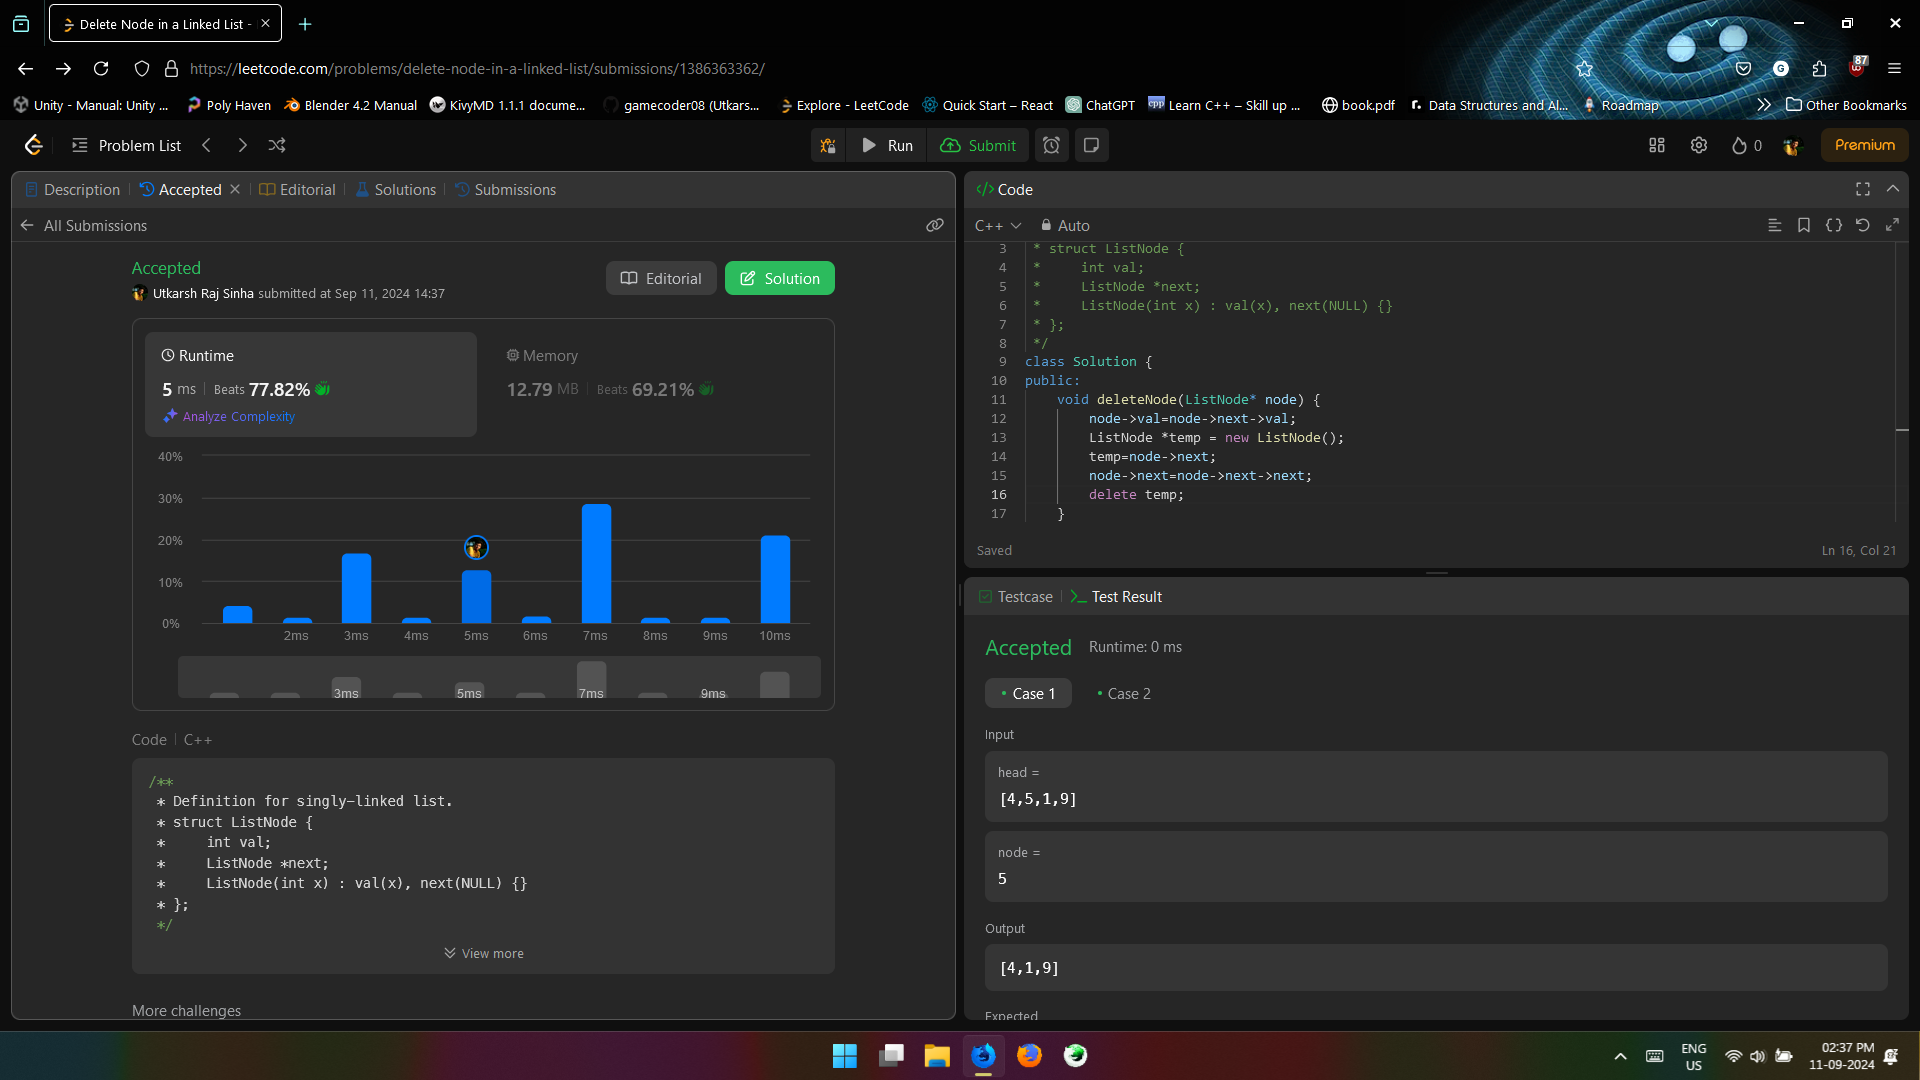 Delete Node in a Linked List -
https://leetcode.com/problems/delete-node-in-a-linked-list/submissions/1386363362/
87
Unity - Manual: Unity ...
Poly Haven
Blender 4.2 Manual
KivyMD 1.1.1 docume...
gamecoder08 (Utkars...
Explore - LeetCode
Quick Start – React
ChatGPT
Learn C++ – Skill up ...
book.pdf
Data Structures and Al...
Roadmap
Other Bookmarks
Problem List
Run
Submit
0
Premium
Description
Accepted
Editorial
Solutions
Submissions
All Submissions
Accepted
Utkarsh Raj Sinha submitted at Sep 11, 2024 14:37
Editorial
Solution
Runtime
5 ms Beats 77.82%
Analyze Complexity
Memory
12.79 MB Beats 69.21%
40%
30%
20%
10%
0%
2ms 3ms 4ms 5ms 6ms 7ms 8ms 9ms 10ms
3ms 5ms 7ms 9ms
Code | C++
/**
* Definition for singly-linked list.
* struct ListNode {
*     int val;
*     ListNode *next;
*     ListNode(int x) : val(x), next(NULL) {}
* };
*/
View more
More challenges
Code
C++
Auto
3 * struct ListNode {
4 *     int val;
5 *     ListNode *next;
6 *     ListNode(int x) : val(x), next(NULL) {}
7 * };
8 */
9 class Solution {
10 public:
11     void deleteNode(ListNode* node) {
12         node->val=node->next->val;
13         ListNode *temp = new ListNode();
14         temp=node->next;
15         node->next=node->next->next;
16         delete temp;
17     }
Saved
Ln 16, Col 21
Testcase
Test Result
Accepted Runtime: 0 ms
Case 1
Case 2
Input
head =
[4,5,1,9]
node =
5
Output
[4,1,9]
Expected
ENG
US
02:37 PM
11-09-2024